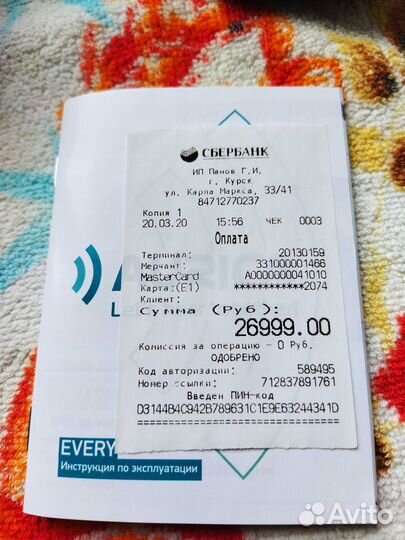 СБЕРБАНК
ИП Панов Г.И.
г. Курск
ул. Карла Маркса, 33/41
84712770237
Копия 1
20.03.20 15:56 ЧЕК 0003
Оплата
Терминал: 20130159
Мерчант: 331000001466
MasterCard A0000000041010
Карта:(E1) ************2074
Клиент:
Сумма (Руб):
26999.00
Комиссия за операцию - 0 Руб.
ОДОБРЕНО
Код авторизации: 589495
Номер ссылки: 712837891761
Введен ПИН-код
D3144B4C942B789631C1E9E63244341D
==============================
EVERY
Инструкция по эксплуатации
Avito